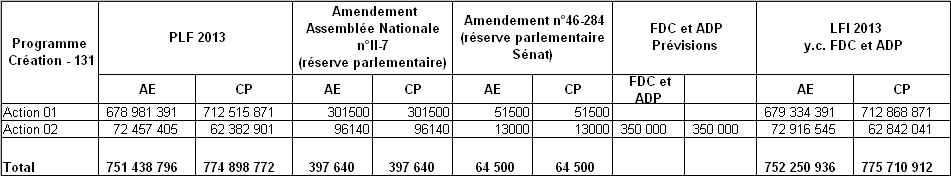 Programme Création - 131 | PLF 2013 | Amendement Assemblée Nationale n°II-7 (réserve parlementaire) | Amendement n°46-284 (réserve parlementaire Sénat) | FDC et ADP Prévisions | LFI 2013 y.c. FDC et ADP
AE CP AE CP AE CP FDC et ADP AE CP
Action 01 678 981 391 712 515 871 301500 301500 51500 51500 679 334 391 712 868 871
Action 02 72 457 405 62 382 901 96140 96140 13000 13000 350 000 350 000 72 916 545 62 842 041
Total 751 438 796 774 898 772 397 640 397 640 64 500 64 500 752 250 936 775 710 912